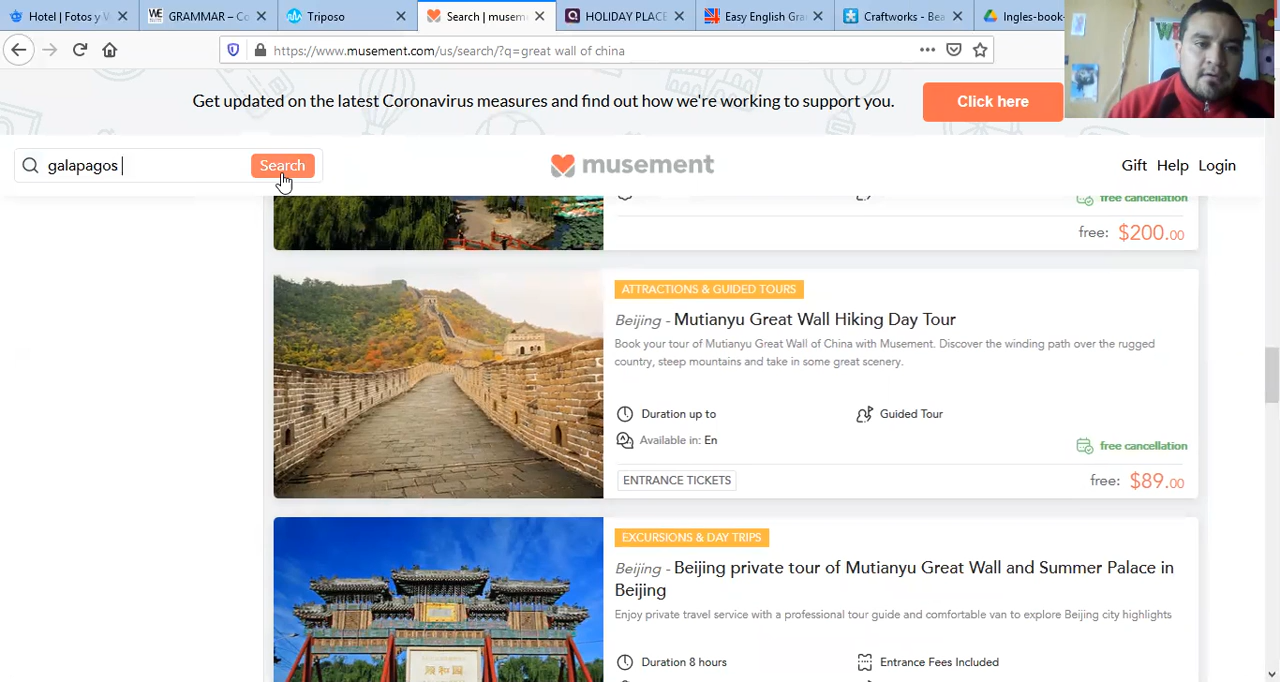 Hotel | Fotos y V
WE GRAMMAR – Co
Triposo
Search | musem
HOLIDAY PLACE
Easy English Gra
Craftworks - Bea
Ingles-book-
https://www.musement.com/us/search/?q=great wall of china
Get updated on the latest Coronavirus measures and find out how we're working to support you.
Click here
galapagos
Search
musement
Gift Help Login
free cancellation
free: $200.00
ATTRACTIONS & GUIDED TOURS
Beijing - Mutianyu Great Wall Hiking Day Tour
Book your tour of Mutianyu Great Wall of China with Musement. Discover the winding path over the rugged
country, steep mountains and take in some great scenery.
Duration up to
Guided Tour
Available in: En
free cancellation
ENTRANCE TICKETS
free: $89.00
EXCURSIONS & DAY TRIPS
Beijing - Beijing private tour of Mutianyu Great Wall and Summer Palace in
Beijing
Enjoy private travel service with a professional tour guide and comfortable van to explore Beijing city highlights
Duration 8 hours
Entrance Fees Included